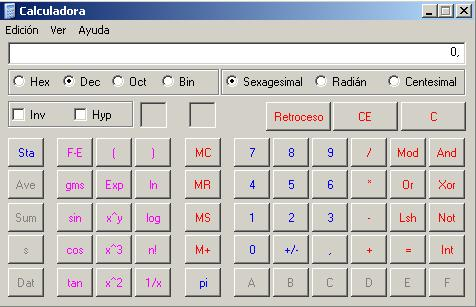 Calculadora
Edición Ver Ayuda
0,
Hex Dec Oct Bin Sexagesimal Radián Centesimal
Inv Hyp Retroceso CE C
Sta F-E ( ) MC 7 8 9 / Mod And
Ave gms Exp ln MR 4 5 6 * Or Xor
Sum sin x^y log MS 1 2 3 - Lsh Not
s cos x^3 n! M+ 0 +/- , + = Int
Dat tan x^2 1/x pi A B C D E F